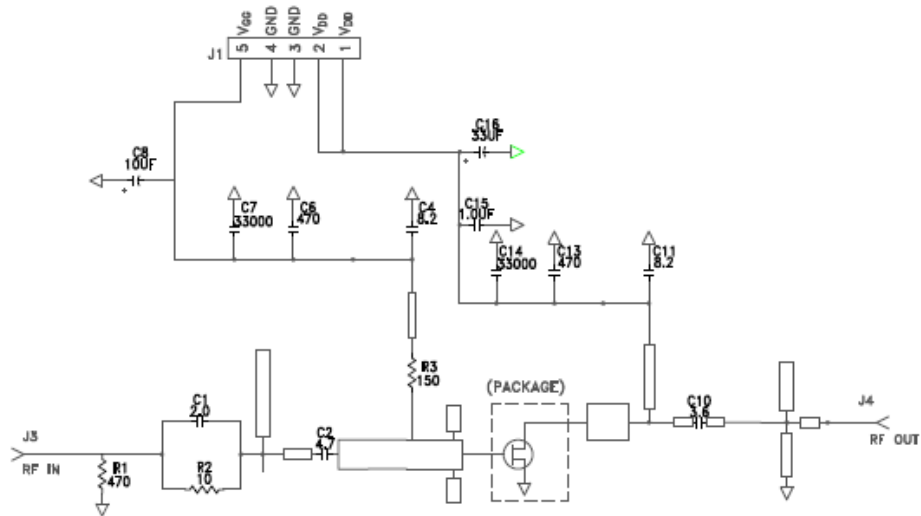 J1
5 VGG
4 GND
3 GND
2 VDD
1 VDD
C8
10UF
C16
33UF
C7
33000
C6
470
C4
8.2
C15
1.0UF
C14
33000
C13
470
C11
8.2
R3
150
(PACKAGE)
C1
2.0
C2
4.7
C10
3.6
J4
RF OUT
J3
RF IN
R1
470
R2
10